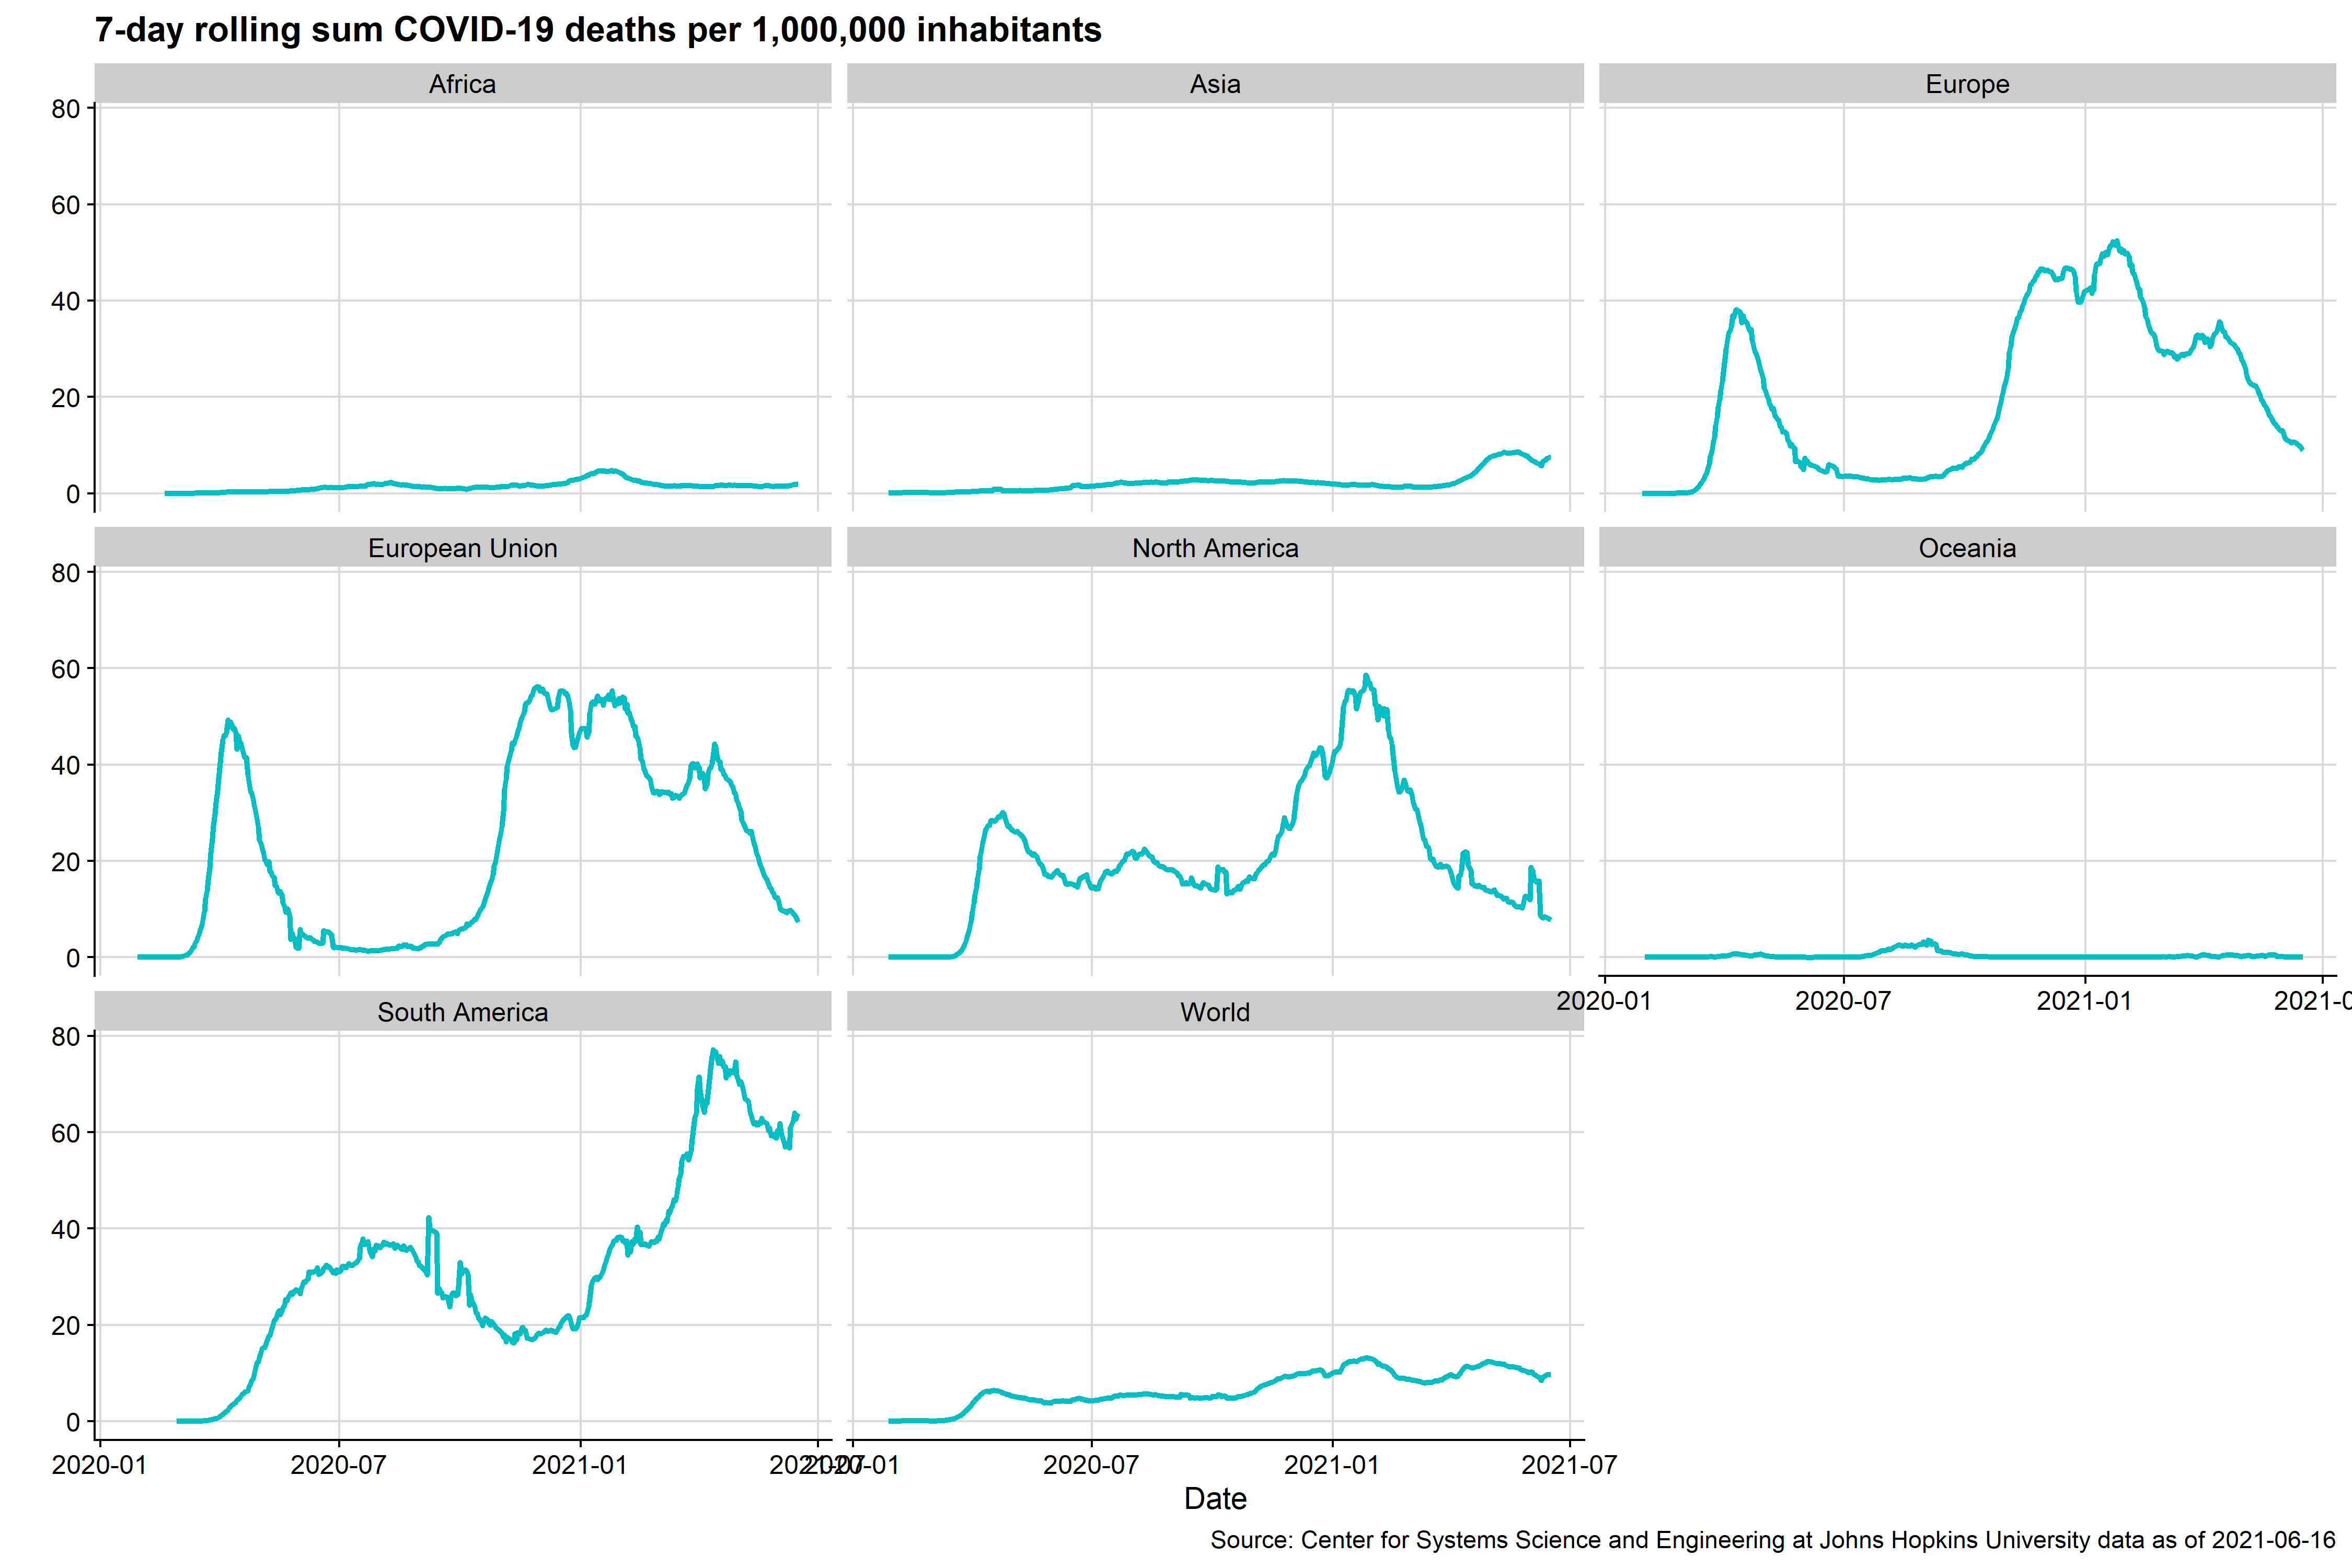 7-day rolling sum COVID-19 deaths per 1,000,000 inhabitants
Africa
Asia
Europe
80
60
40
20
0
European Union
North America
Oceania
80
60
40
20
0
2020-01
2020-07
2021-01
South America
World
80
60
40
20
0
2020-01
2020-07
2021-01
2020-07
2021-01
2021-07
Date
Source: Center for Systems Science and Engineering at Johns Hopkins University data as of 2021-06-16